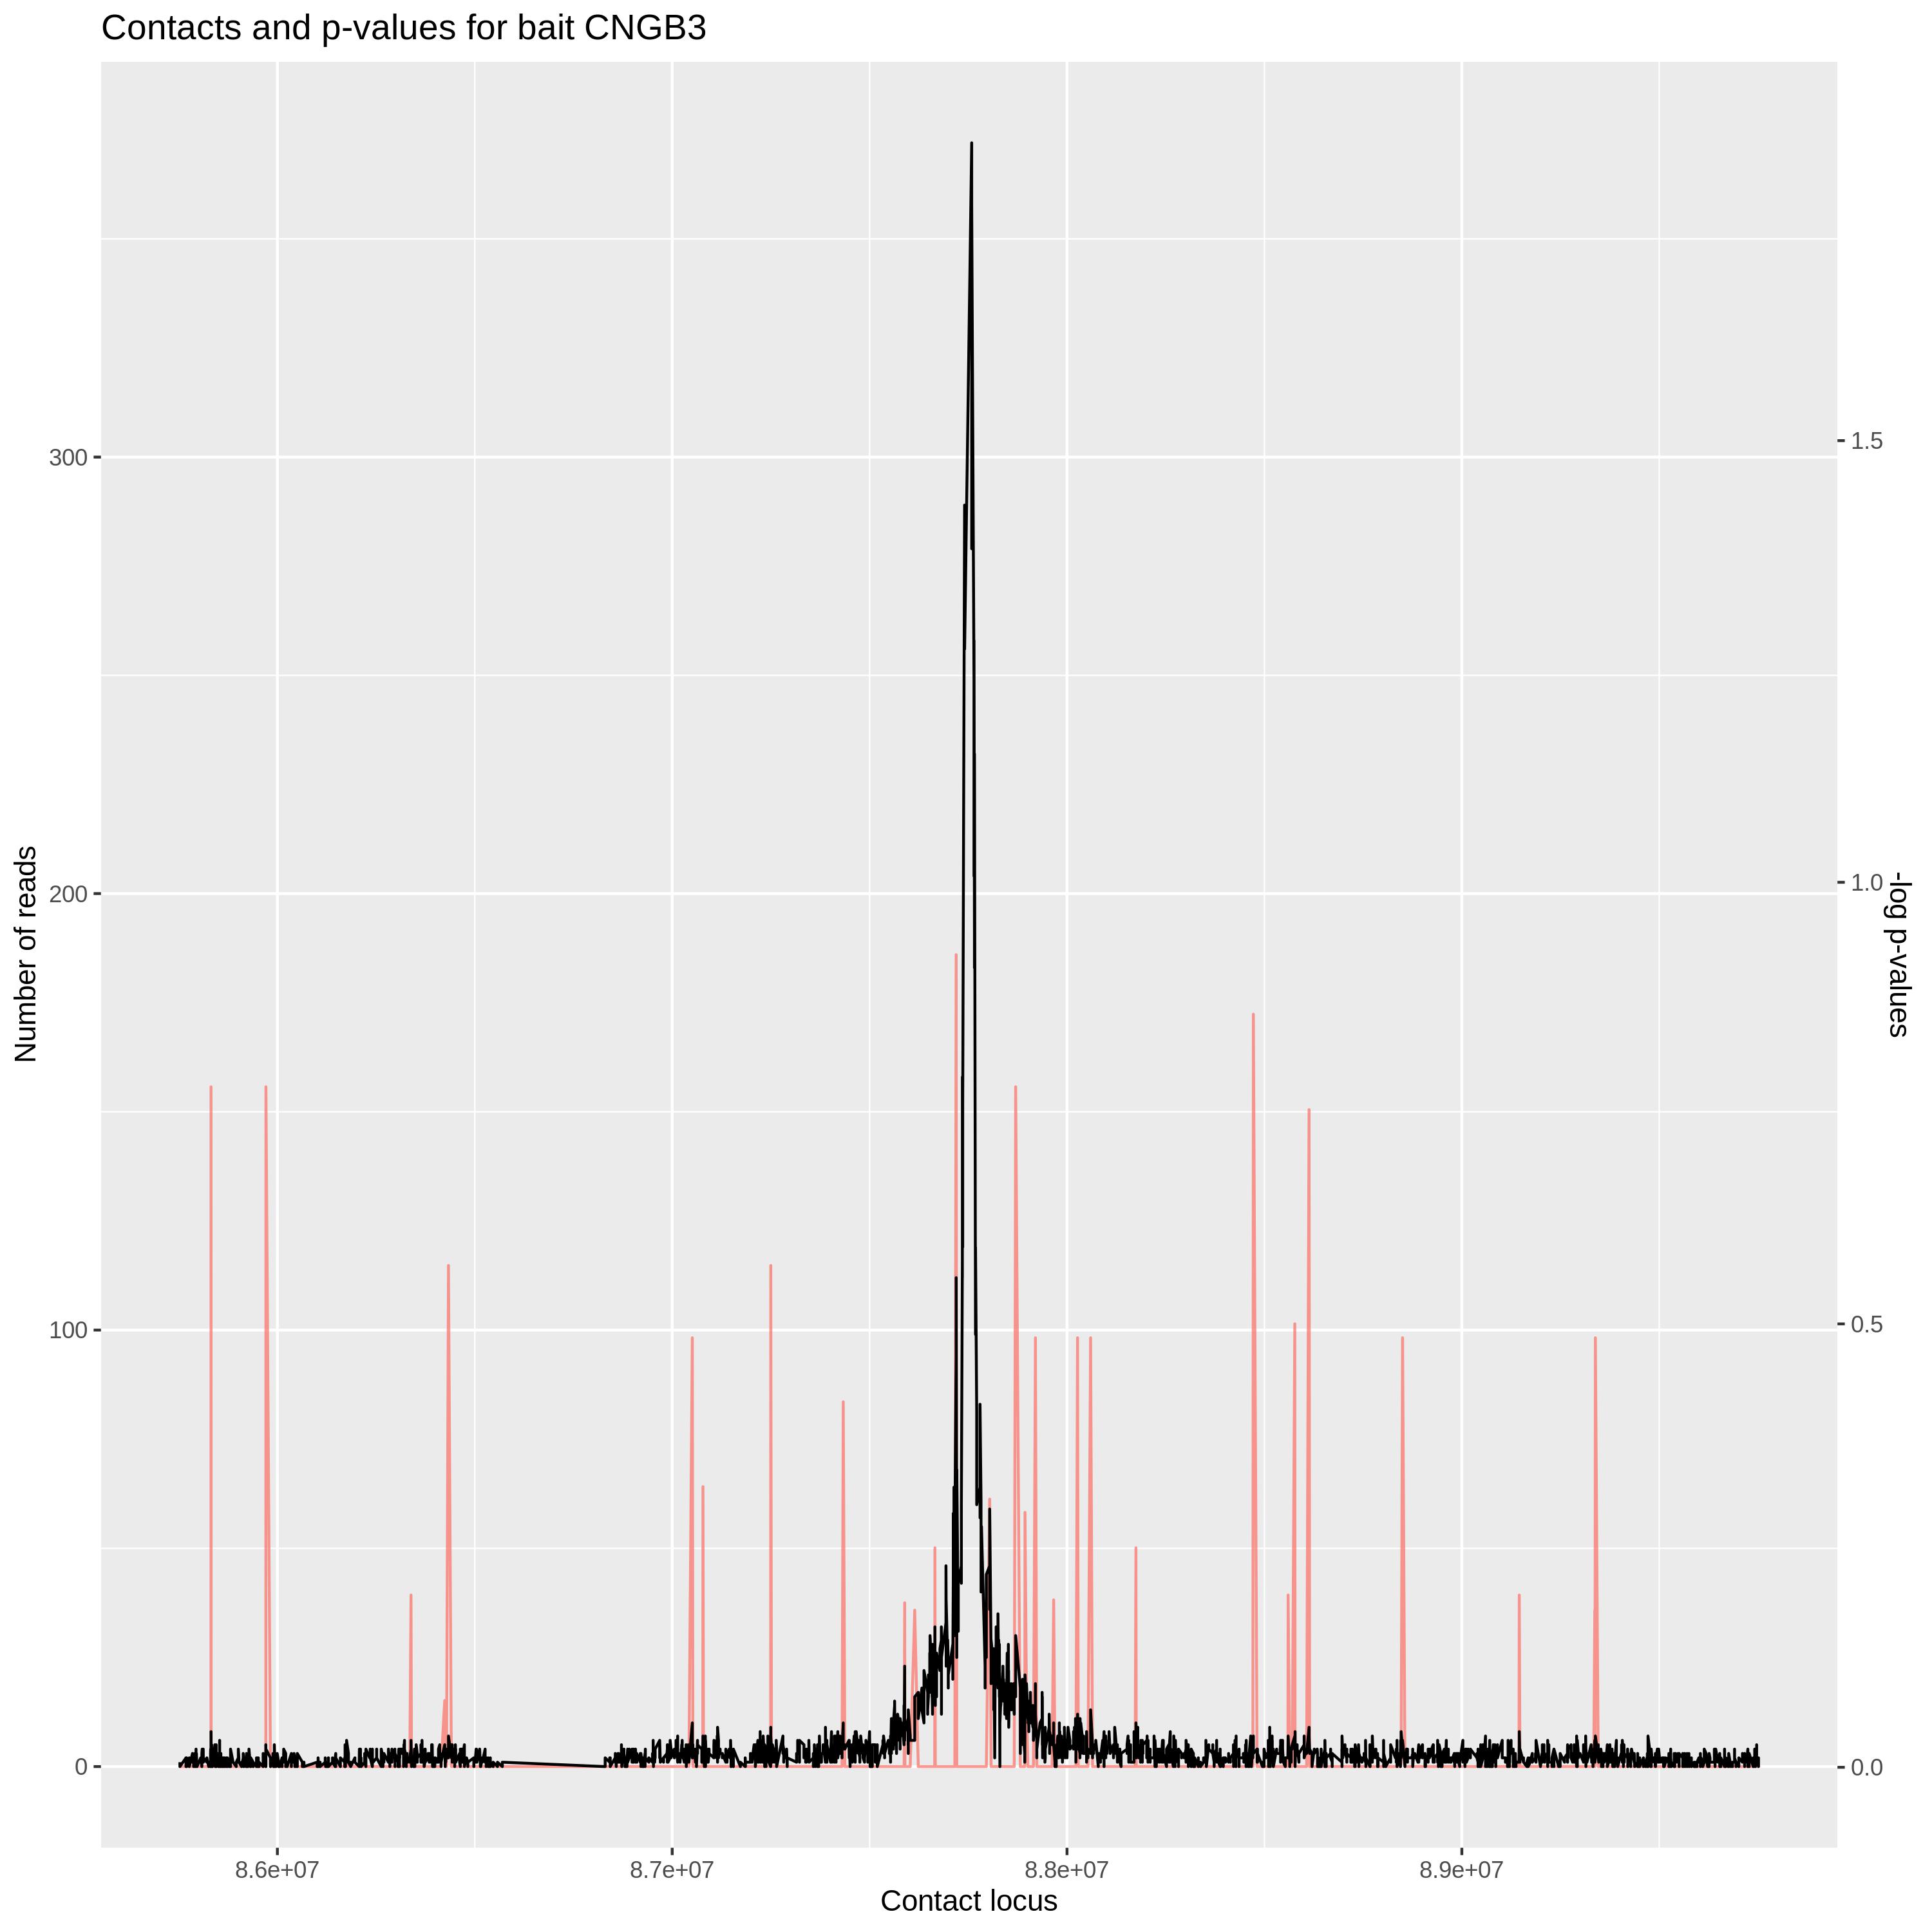 Contacts and p-values for bait CNGB3
Number of reads
300
200
100
0
1.5
1.0
0.5
0.0
-log p-values
8.6e+07
8.7e+07
8.8e+07
8.9e+07
Contact locus